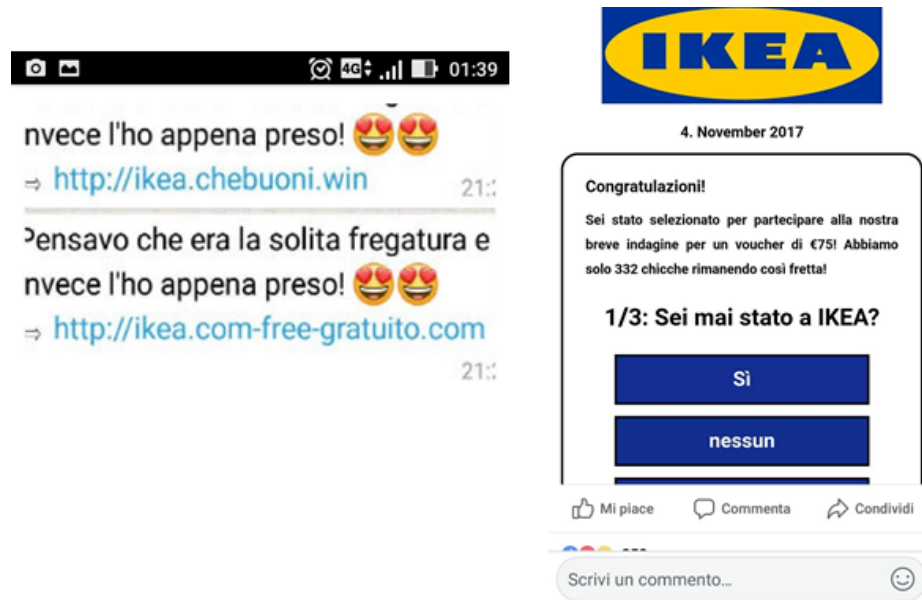 4G 01:39
nvece l'ho appena preso!
⇒ http://ikea.chebuoni.win
Pensavo che era la solita fregatura e
nvece l'ho appena preso!
⇒ http://ikea.com-free-gratuito.com
IKEA
4. November 2017
Congratulazioni!
Sei stato selezionato per partecipare alla nostra
breve indagine per un voucher di €75! Abbiamo
solo 332 chicche rimanendo così fretta!
1/3: Sei mai stato a IKEA?
Sì
nessun
Mi piace Commenta Condividi
Scrivi un commento...